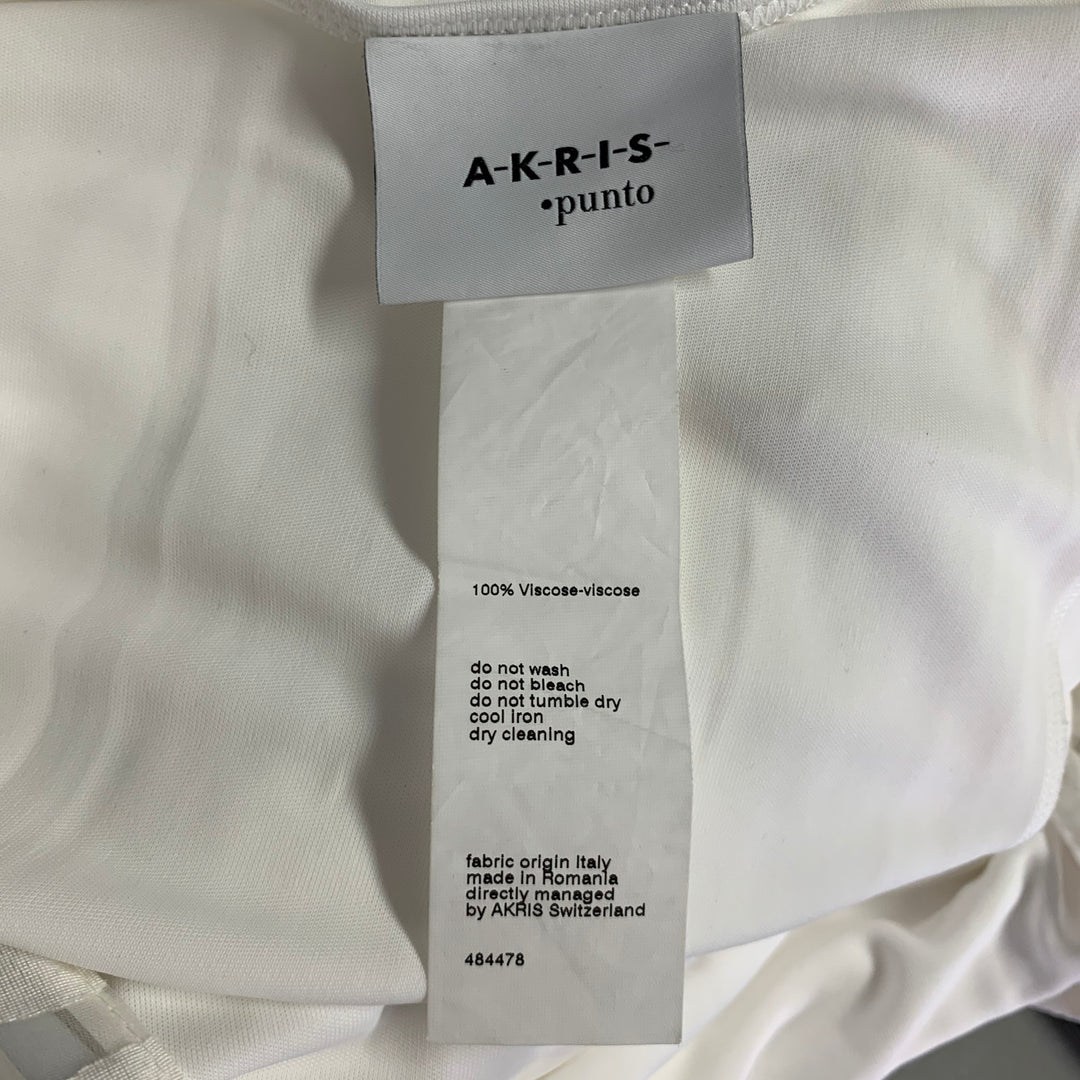 A-K-R-I-S-
•punto
100% Viscose-viscose
do not wash
do not bleach
do not tumble dry
cool iron
dry cleaning
fabric origin Italy
made in Romania
directly managed
by AKRIS Switzerland
484478